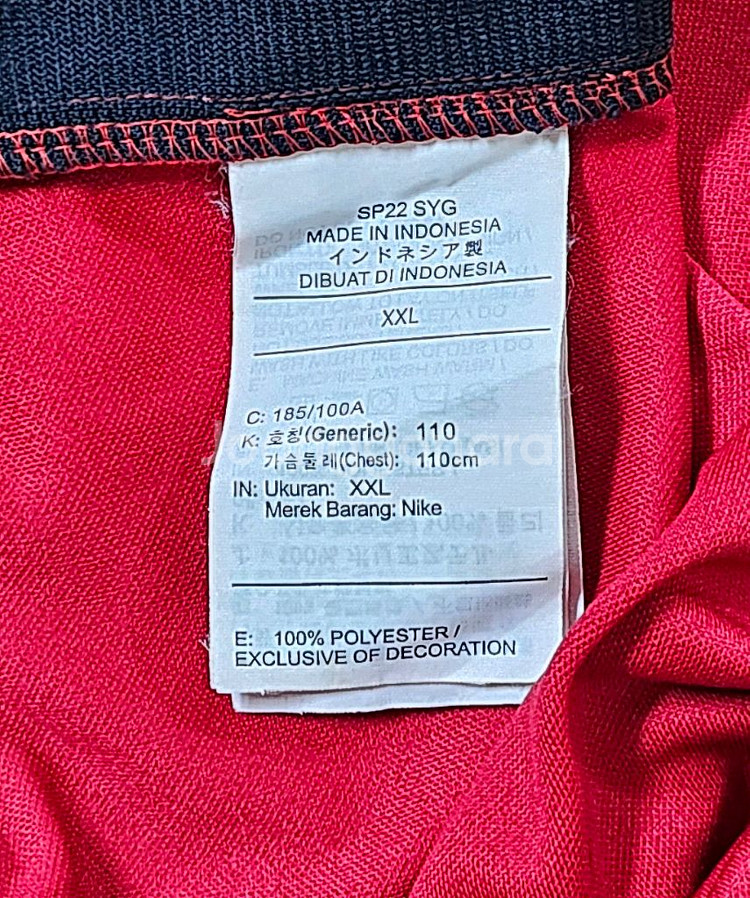 SP22 SYG
MADE IN INDONESIA
インドネシア製
DIBUAT DI INDONESIA
XXL
C: 185/100A
K: 호칭(Generic): 110
가슴둘레(Chest): 110cm
IN: Ukuran: XXL
Merek Barang: Nike
E: 100% POLYESTER /
EXCLUSIVE OF DECORATION